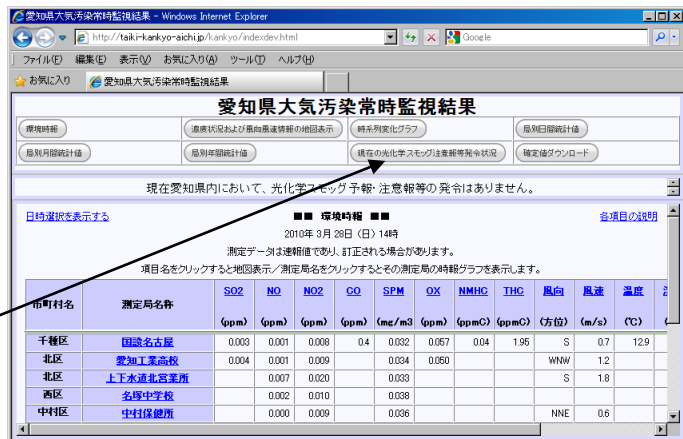 愛知県大気汚染常時監視結果 - Windows Internet Explorer
http://taiki-kankyo-aichi.jp/kankyo/indexdev.html
Google
ファイル(F) 編集(E) 表示(V) お気に入り(A) ツール(T) ヘルプ(H)
お気に入り 愛知県大気汚染常時監視結果
愛知県大気汚染常時監視結果
環境時報 濃度状況および風向風速情報の地図表示 時系列変化グラフ 局別日間統計値
局別月間統計値 局別年間統計値 現在の光化学スモッグ注意報等発令状況 確定値ダウンロード
現在愛知県内において、光化学スモッグ予報・注意報等の発令はありません。
日時選択を表示する ■■ 環境時報 ■■ 各項目の説明
2010年 3月 28日（日） 14時
測定データは速報値であり、訂正される場合があります。
項目名をクリックすると地図表示／測定局名をクリックするとその測定局の時報グラフを表示します。
市町村名 測定局名称 SO2 NO NO2 CO SPM OX NMHC THC 風向 風速 温度
(ppm) (ppm) (ppm) (ppm) (mg/m3 (ppm) (ppmC) (ppmC) (方位) (m/s) (℃)
千種区 国設名古屋 0.003 0.001 0.008 0.4 0.032 0.057 0.04 1.95 S 0.7 12.9
北区 愛知工業高校 0.004 0.001 0.009 0.034 0.050 WNW 1.2
北区 上下水道北営業所 0.007 0.020 0.033 S 1.8
西区 名塚中学校 0.002 0.010 0.038
中村区 中村保健所 0.000 0.009 0.036 NNE 0.6